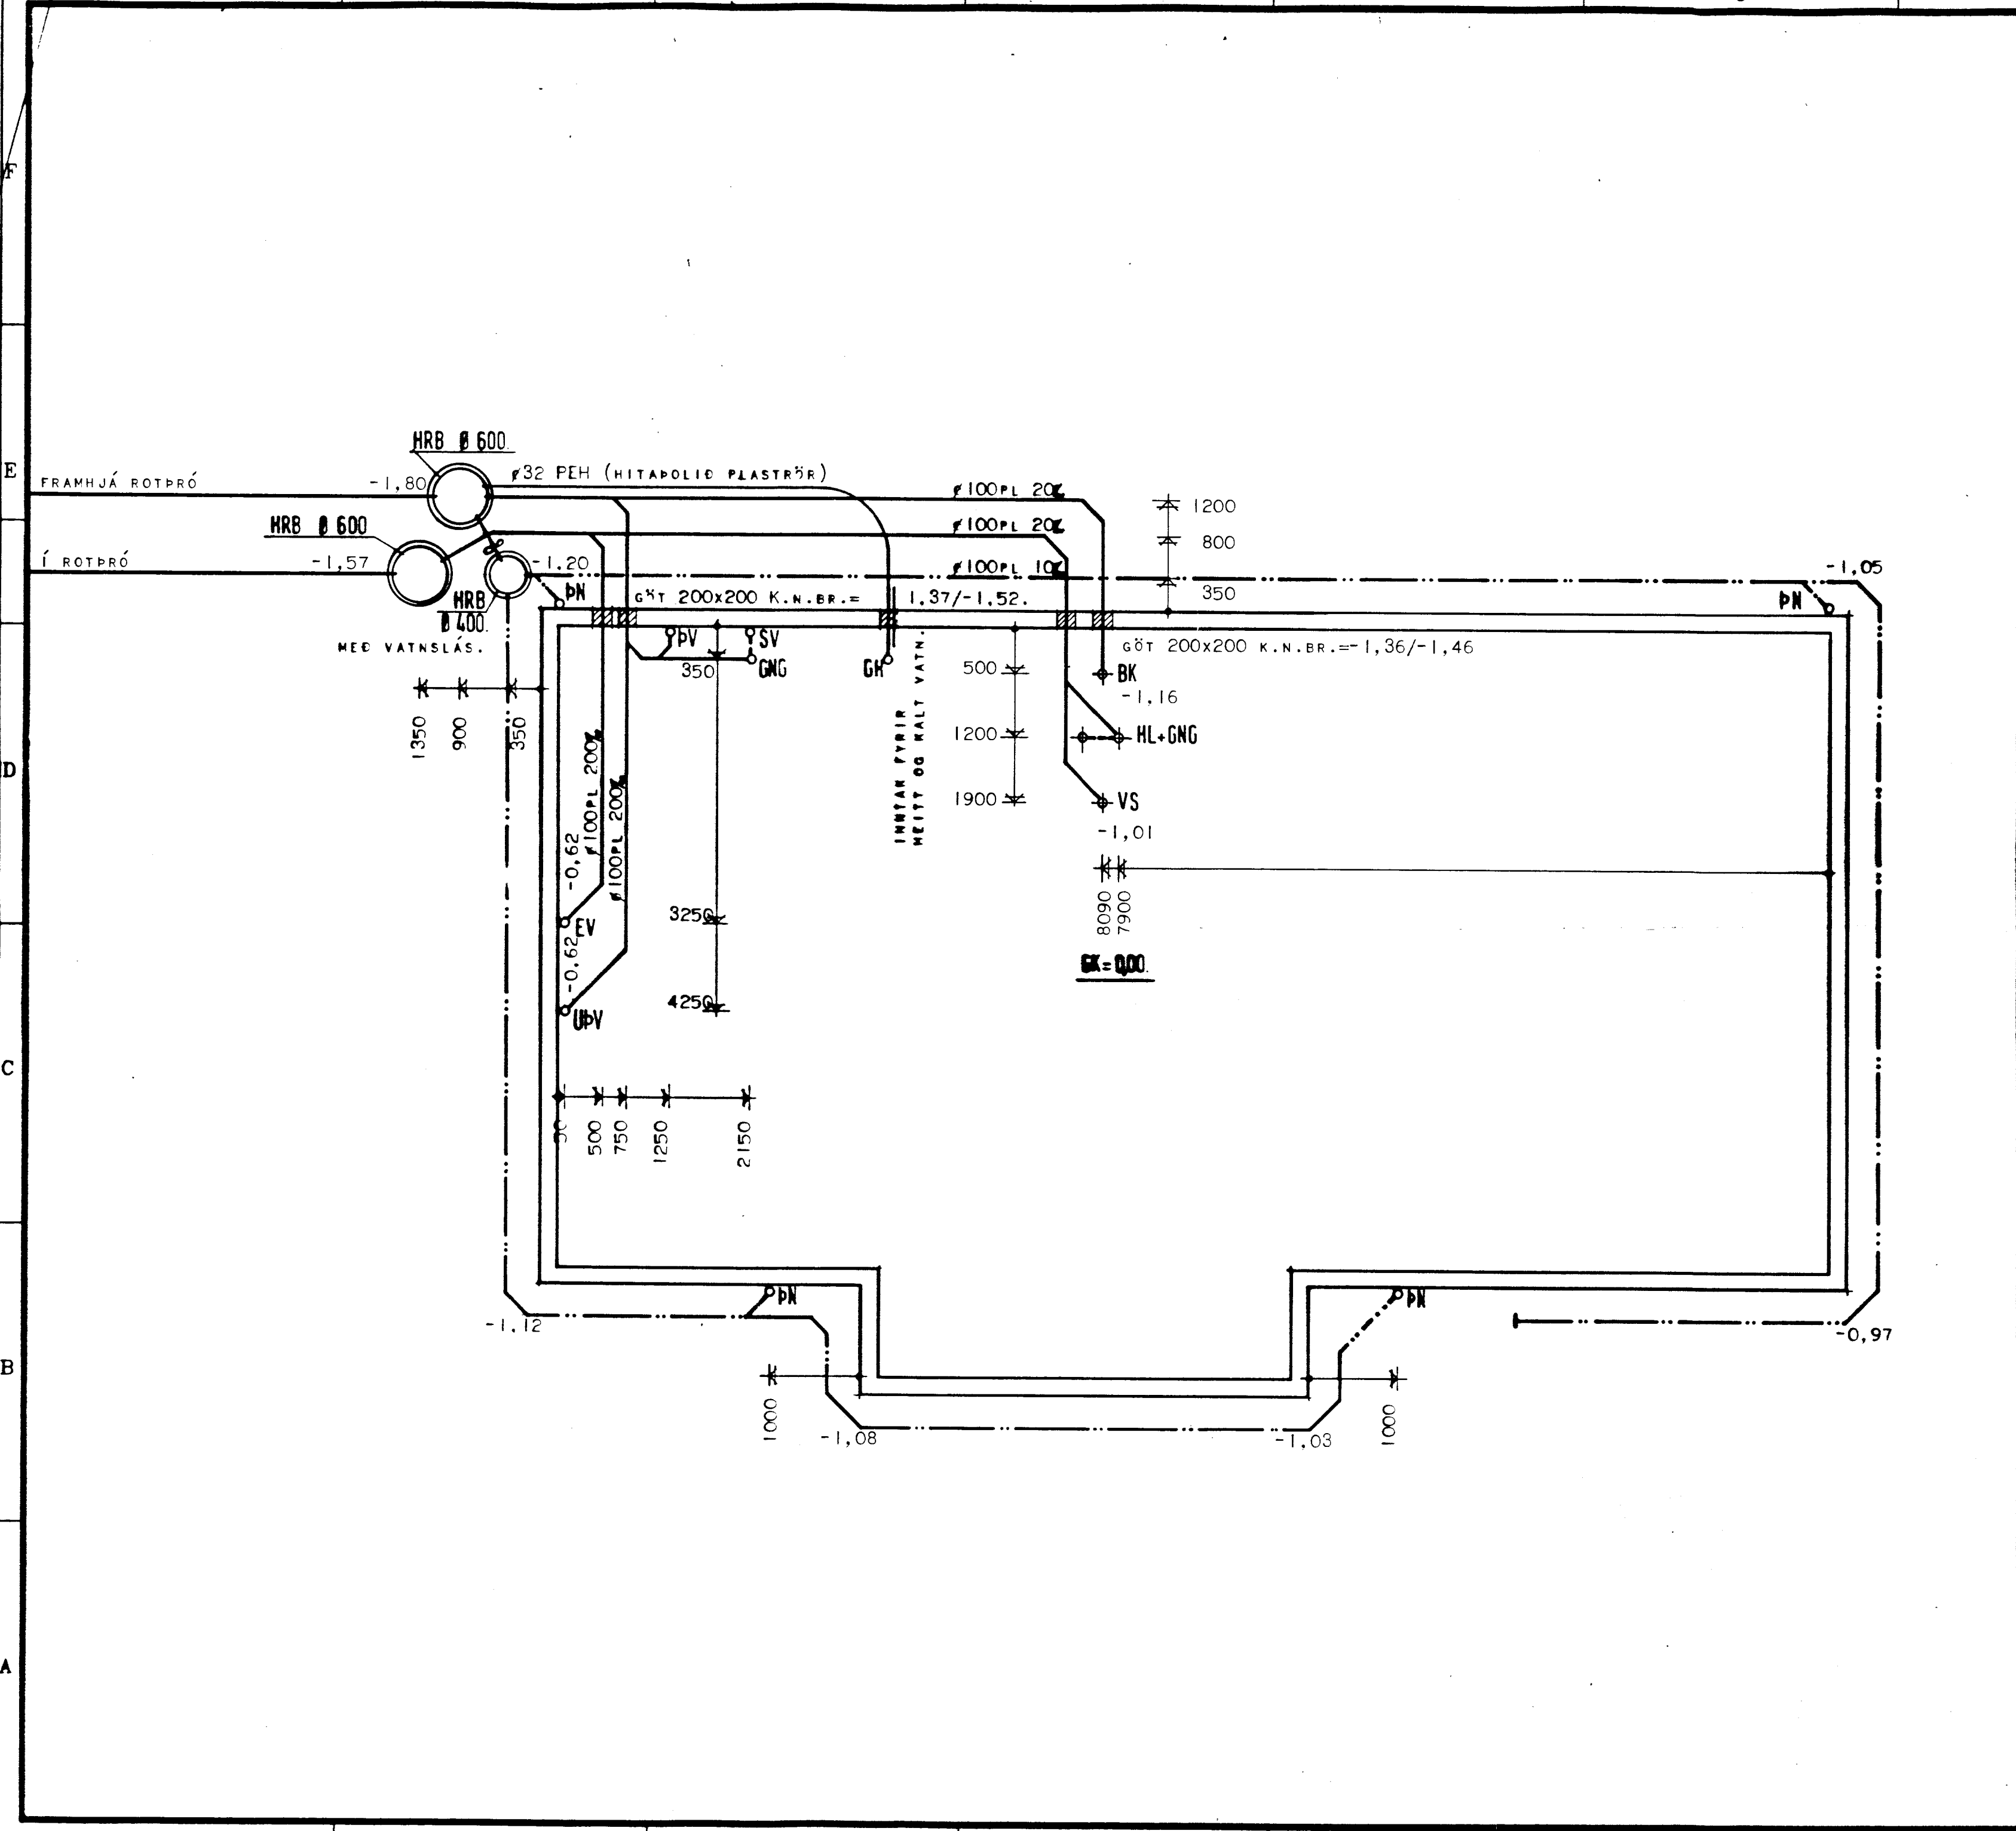 F
E
D
C
B
A
HRB Ø 600.
FRAMHJÁ ROTÞRÓ
-1,80
ø32 PEH (HITAÞOLIÐ PLASTRÖR)
ø100PL 20‰
1200
HRB Ø 600
ø100PL 20‰
800
Í ROTÞRÓ
-1,57
-1.20
ø100PL 10‰
350
-1,05
ÞN
HRB
Ø 400.
MEÐ VATNSLÁS.
GÖT 200x200 K.N.BR.= 1.37/-1.52.
ÞN
ÞV
SV
GNG
350
GH
GÖT 200x200 K.N.BR.=-1,36/-1,46
500
BK
-1,16
1350
900
350
INNTAK FYRIR
HEITT OG KALT VATN.
1200
HL+GNG
1900
VS
-1,01
ø100PL 200‰
ø100PL 200‰
-0,62
EV
3250
8090
7900
-0.62
UÞV
4250
GK=0,00.
50
500
750
1250
2150
ÞN
ÞN
-1,12
-0,97
1000
-1,08
-1,03
1000